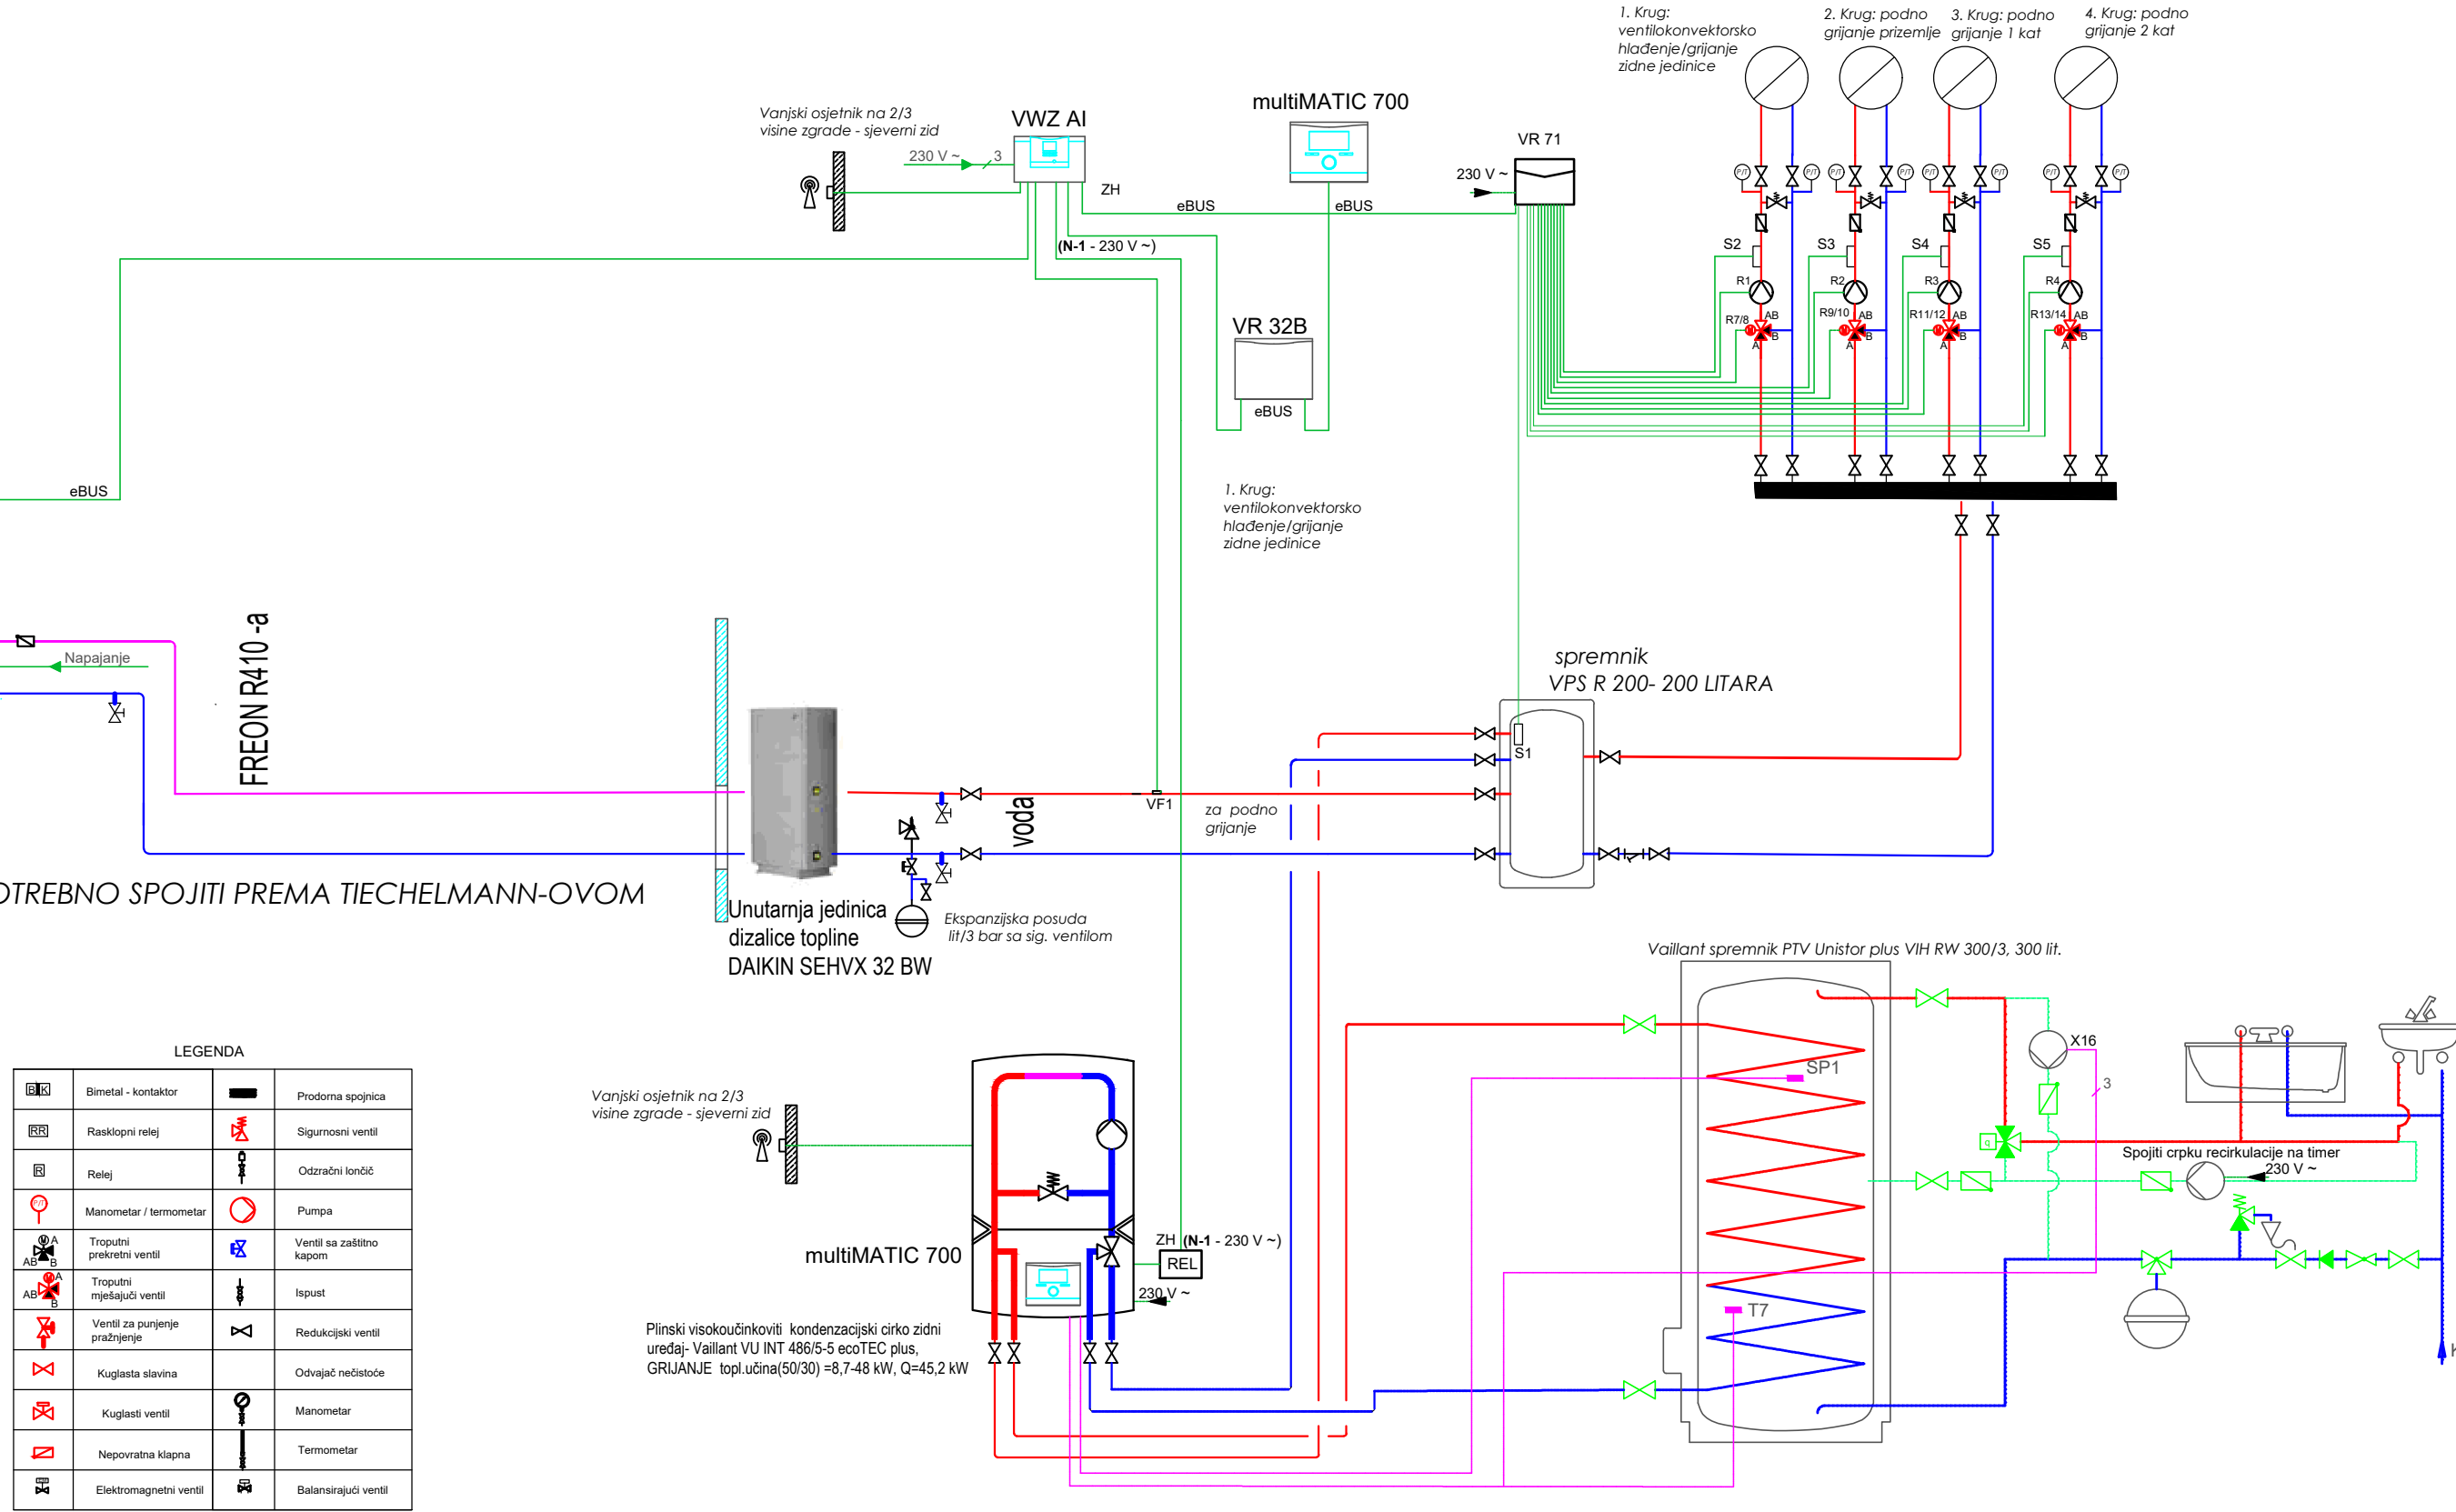 1. Krug:
ventilokonvektorsko
hlađenje/grijanje
zidne jedinice
2. Krug: podno
grijanje prizemlje
3. Krug: podno
grijanje 1 kat
4. Krug: podno
grijanje 2 kat
Vanjski osjetnik na 2/3
visine zgrade - sjeverni zid
VWZ AI
multiMATIC 700
VR 71
230 V ~
3
230 V ~
ZH
eBUS
eBUS
(N-1 - 230 V ~)
P/T
P/T
P/T
P/T
P/T
P/T
P/T
P/T
S2
S3
S4
S5
R1
R2
R3
R4
R7/8
AB
M
B
A
R9/10
AB
M
B
A
R11/12
AB
M
B
A
R13/14
AB
M
B
A
VR 32B
eBUS
eBUS
1. Krug:
ventilokonvektorsko
hlađenje/grijanje
zidne jedinice
FREON R410 -a
Napajanje
spremnik
VPS R 200- 200 LITARA
S1
VF1
voda
za podno
grijanje
OTREBNO SPOJITI PREMA TIECHELMANN-OVOM
Unutarnja jedinica
dizalice topline
DAIKIN SEHVX 32 BW
Ekspanzijska posuda
lit/3 bar sa sig. ventilom
Vaillant spremnik PTV Unistor plus VIH RW 300/3, 300 lit.
SP1
T7
X16
3
q
Spojiti crpku recirkulacije na timer
230 V ~
K
Vanjski osjetnik na 2/3
visine zgrade - sjeverni zid
multiMATIC 700
ZH (N-1 - 230 V ~)
REL
230 V ~
Plinski visokoučinkoviti kondenzacijski cirko zidni
uređaj- Vaillant VU INT 486/5-5 ecoTEC plus,
GRIJANJE topl.učina(50/30) =8,7-48 kW, Q=45,2 kW
LEGENDA
B K
Bimetal - kontaktor
Prodorna spojnica
RR
Rasklopni relej
Sigurnosni ventil
R
Relej
Odzračni lončić
P/T
Manometar / termometar
Pumpa
M
A
AB
B
Troputni
prekretni ventil
Ventil sa zaštitno
kapom
M
A
AB
B
Troputni
mješajući ventil
Ispust
Ventil za punjenje
pražnjenje
Redukcijski ventil
Kuglasta slavina
Odvajač nečistoće
Kuglasti ventil
Manometar
Nepovratna klapna
Termometar
Elektromagnetni ventil
Balansirajući ventil